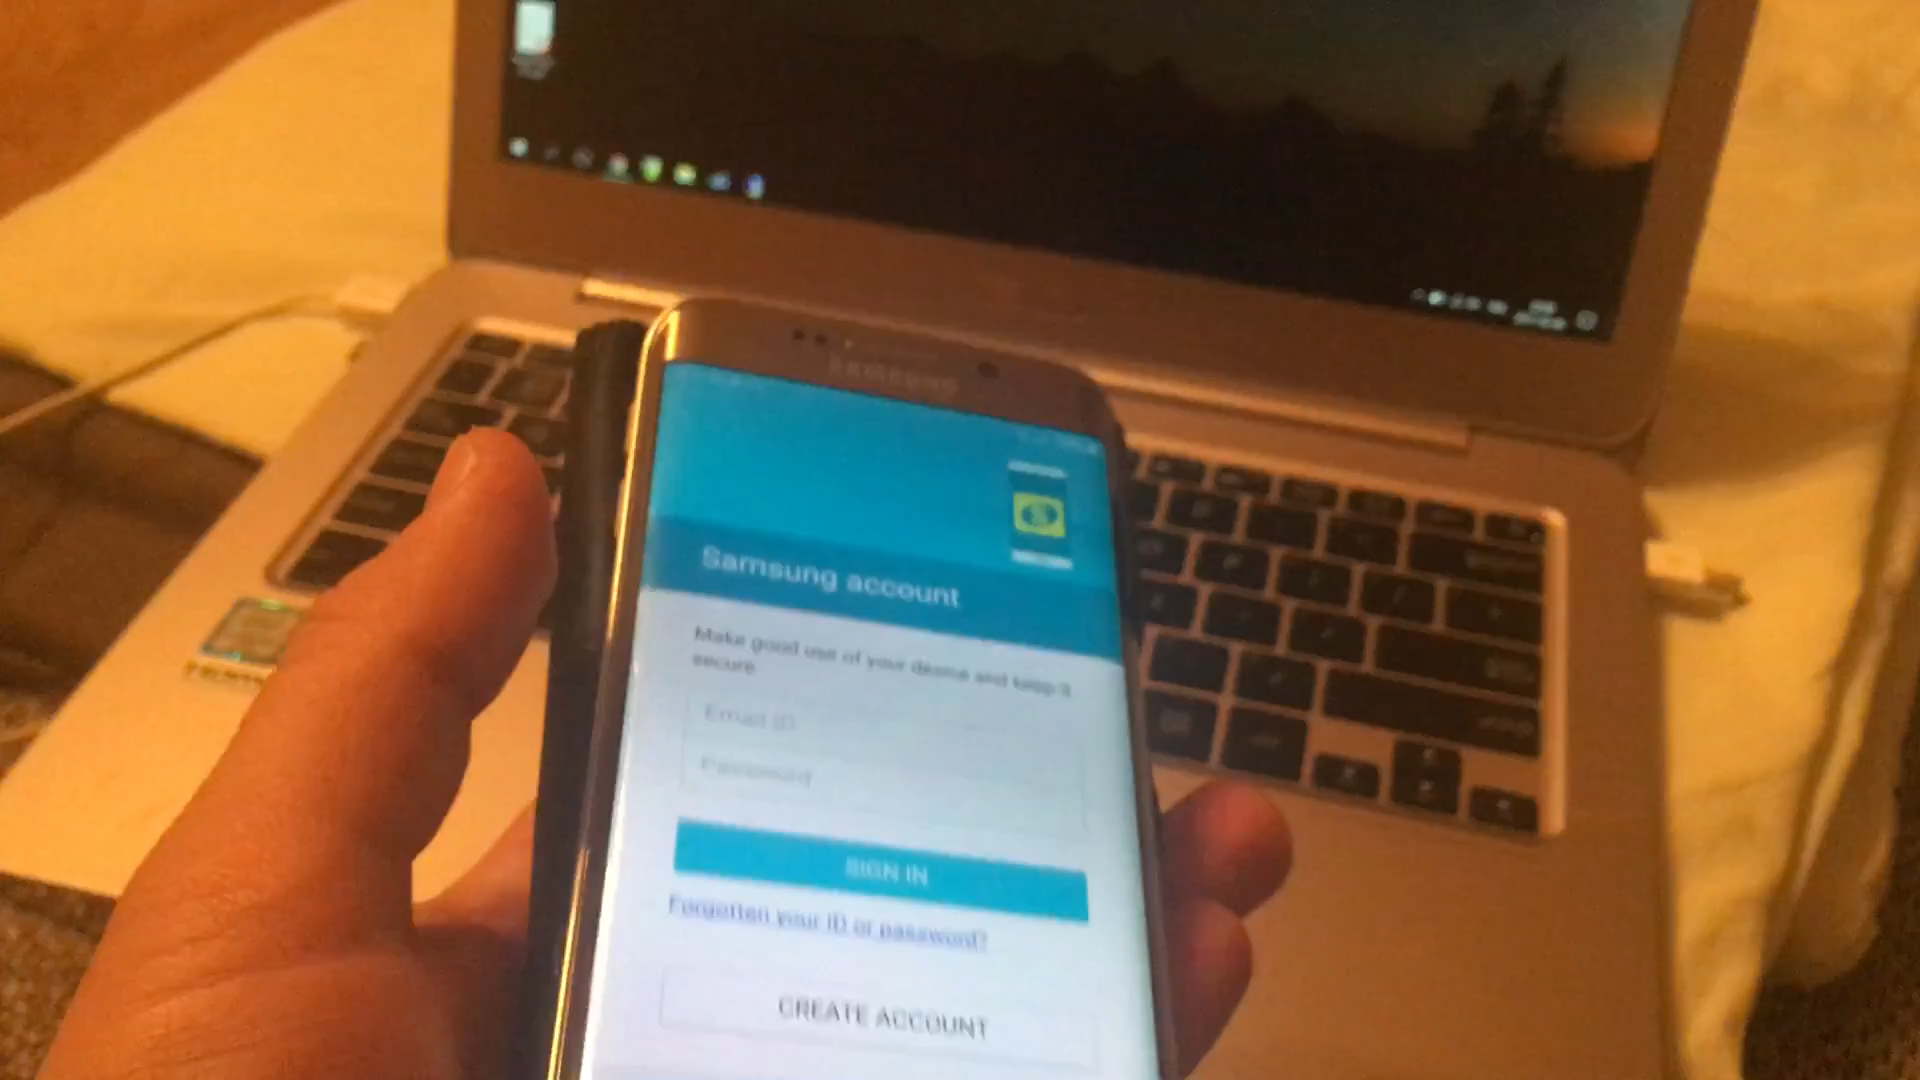 SAMSUNG
Samsung account
Make good use of your device and keep it
secure.
Email ID
Password
SIGN IN
Forgotten your ID or password?
CREATE ACCOUNT